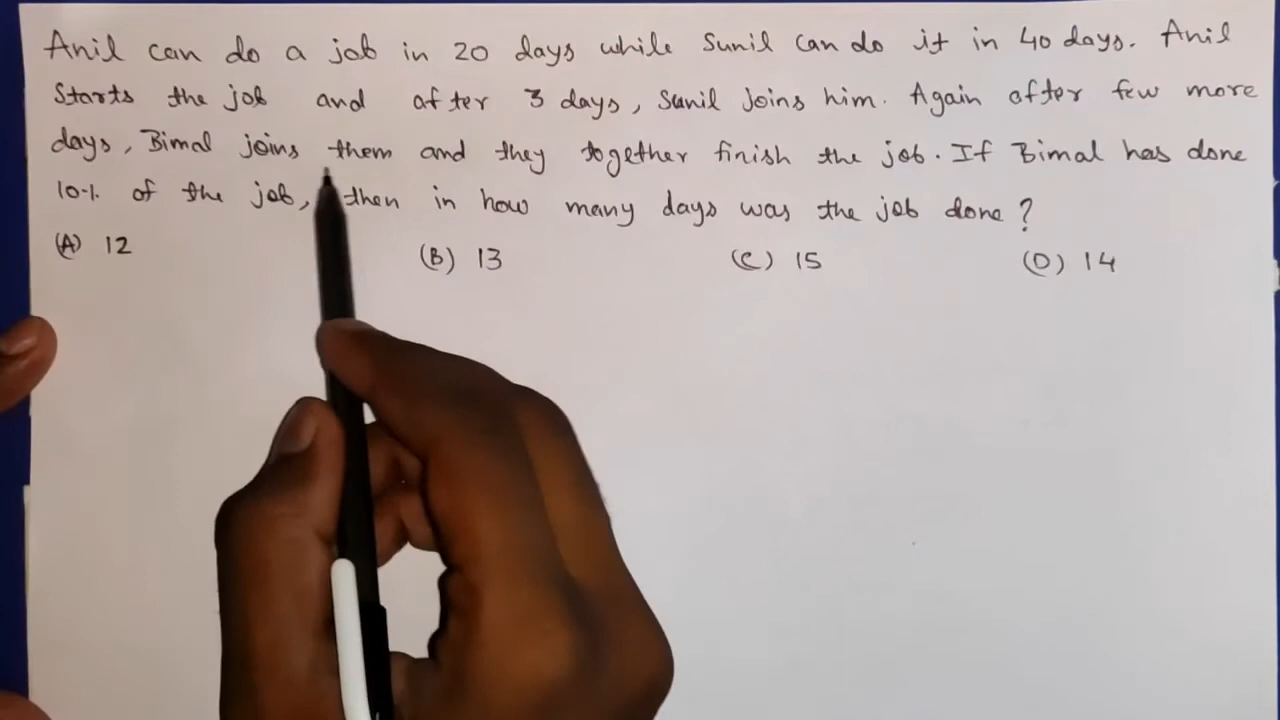 Anil can do a job in 20 days while Sunil can do it in 40 days. Anil
Starts the job and after 3 days, Sunil joins him. Again after few more
days, Bimal joins them and they together finish the job. If Bimal has done
10% of the job, then in how many days was the job done?
(A) 12 (B) 13 (C) 15 (D) 14